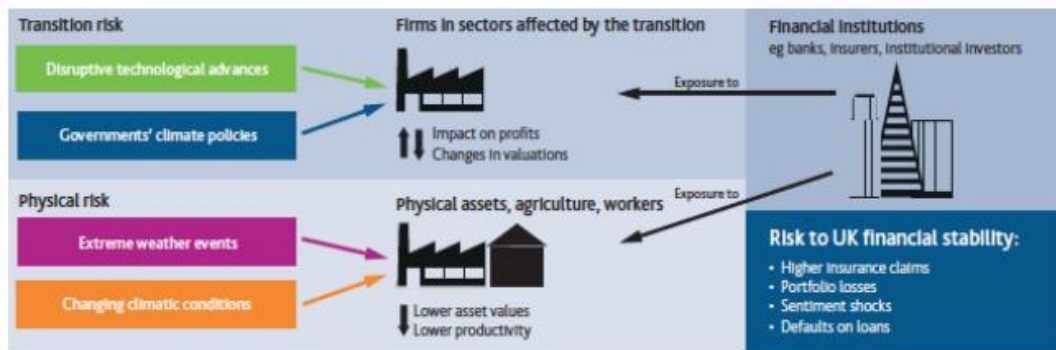 Transition risk
Disruptive technological advances
Governments' climate policies
Firms in sectors affected by the transition
Impact on profits
Changes in valuations
Exposure to
Financial institutions
eg banks, insurers, institutional investors
Physical risk
Extreme weather events
Changing climatic conditions
Physical assets, agriculture, workers
Lower asset values
Lower productivity
Exposure to
Risk to UK financial stability:
• Higher insurance claims
• Portfolio losses
• Sentiment shocks
• Defaults on loans